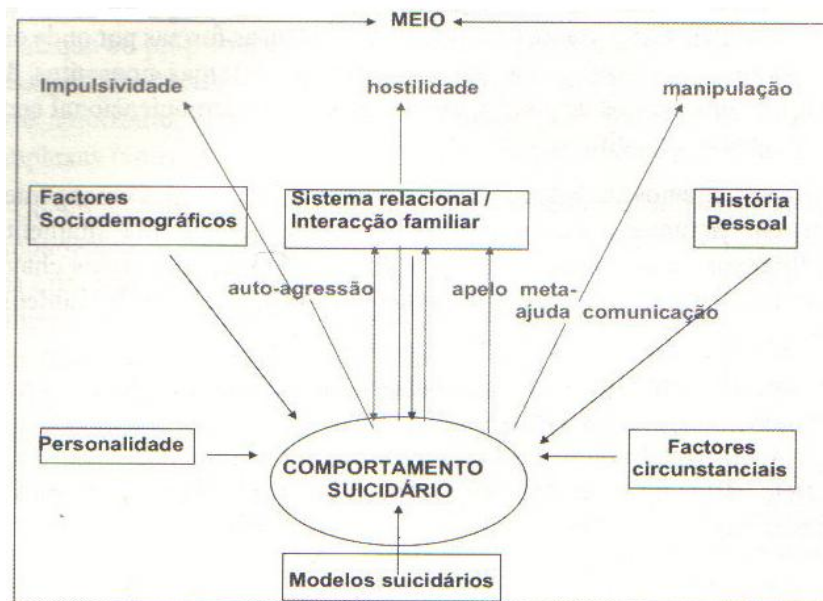 MEIO
Impulsividade
hostilidade
manipulação
Factores
Sociodemográficos
Sistema relacional /
Interacção familiar
História
Pessoal
auto-agressão
apelo meta-
ajuda comunicação
Personalidade
COMPORTAMENTO
SUICIDÁRIO
Factores
circunstanciais
Modelos suicidários